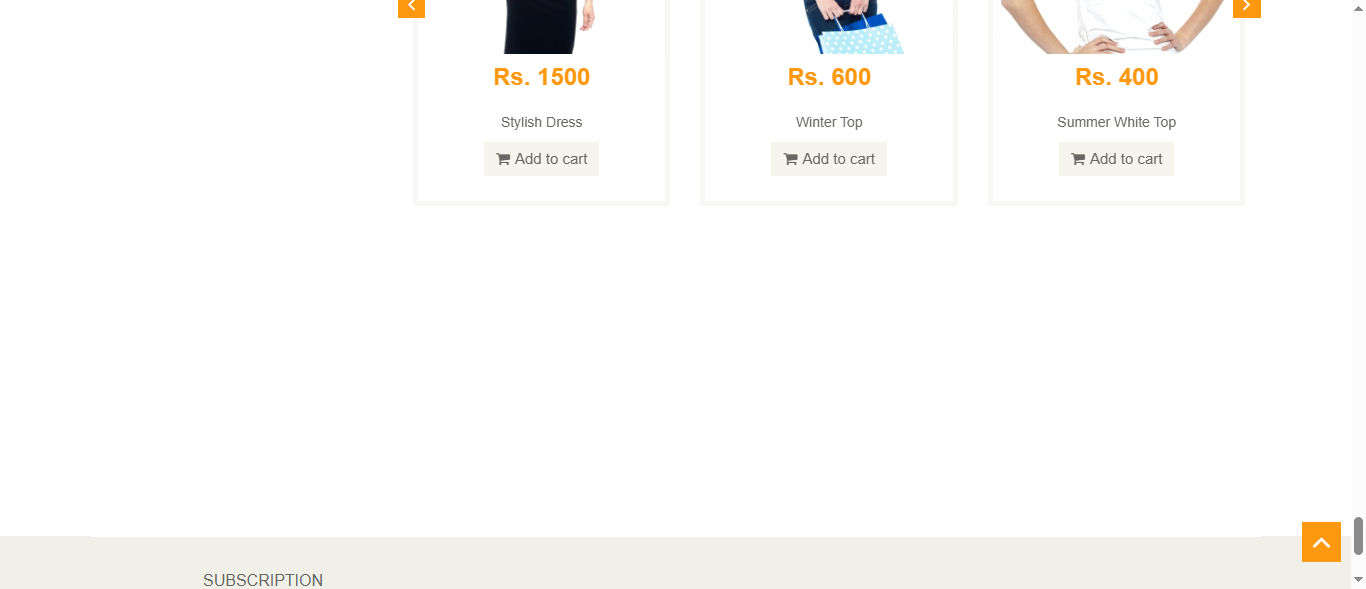 Rs. 1500
Stylish Dress
Add to cart
Rs. 600
Winter Top
Add to cart
Rs. 400
Summer White Top
Add to cart
SUBSCRIPTION